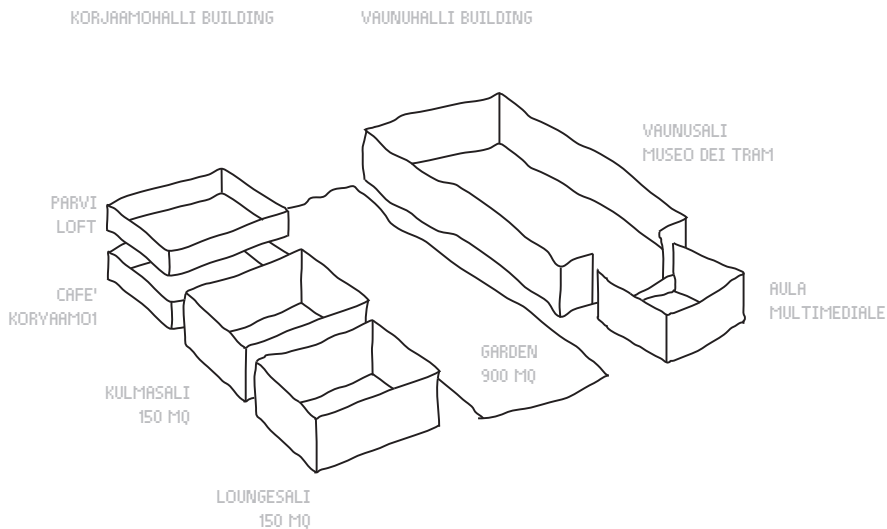 KORJAAMOHALLI BUILDING
VAUNUHALLI BUILDING
VAUNUSALI
MUSEO DEI TRAM
PARVI
LOFT
CAFE'
KORYAAMO1
AULA
MULTIMEDIALE
GARDEN
900 MQ
KULMASALI
150 MQ
LOUNGESALI
150 MQ